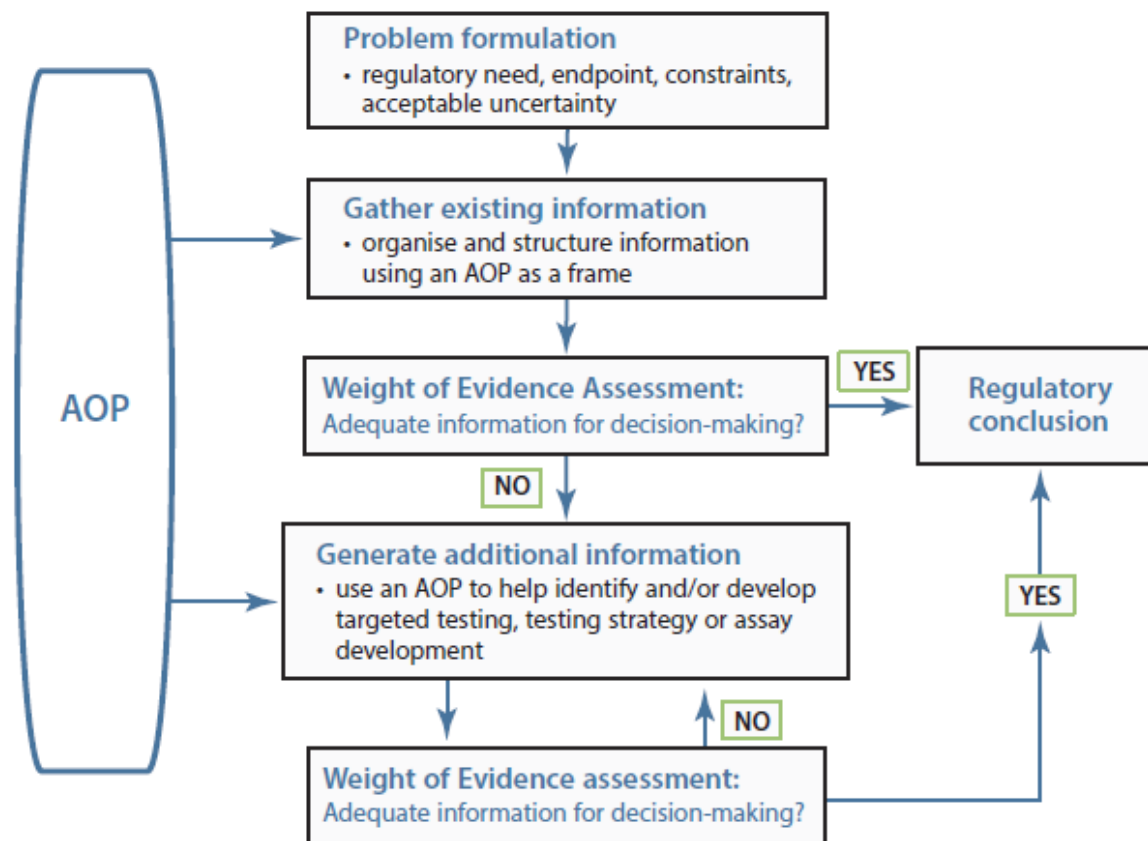 Problem formulation
• regulatory need, endpoint, constraints,
acceptable uncertainty
Gather existing information
• organise and structure information
using an AOP as a frame
AOP
Weight of Evidence Assessment:
Adequate information for decision-making?
YES
Regulatory
conclusion
NO
Generate additional information
• use an AOP to help identify and/or develop
targeted testing, testing strategy or assay
development
YES
NO
Weight of Evidence assessment:
Adequate information for decision-making?